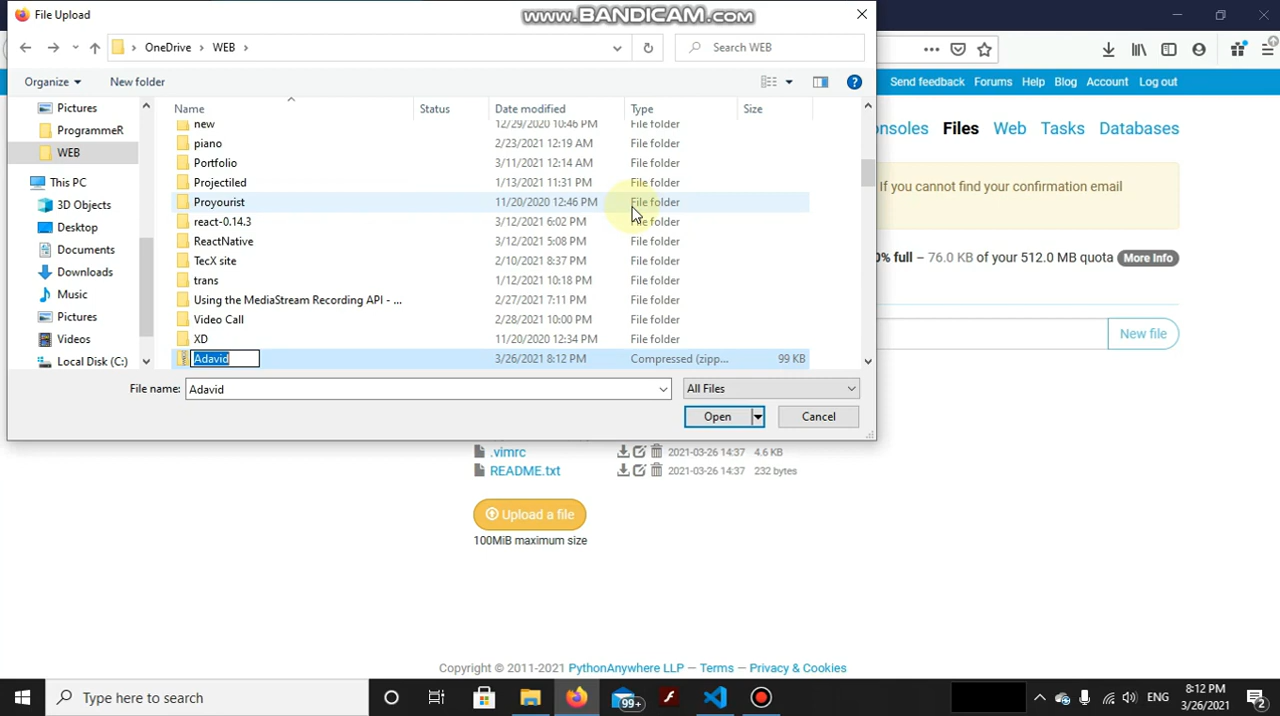 File Upload
www.BANDICAM.com
OneDrive › WEB ›
Search WEB
Organize
New folder
Send feedback Forums Help Blog Account Log out
Pictures
ProgrammeR
WEB
This PC
3D Objects
Desktop
Documents
Downloads
Music
Pictures
Videos
Local Disk (C:)
Name Status Date modified Type Size
new 12/29/2020 10:46 PM File folder
piano 2/23/2021 12:19 AM File folder
Portfolio 3/11/2021 12:14 AM File folder
Projectiled 1/13/2021 11:31 PM File folder
Proyourist 11/20/2020 12:46 PM File folder
react-0.14.3 3/12/2021 6:02 PM File folder
ReactNative 3/12/2021 5:08 PM File folder
TecX site 2/10/2021 8:37 PM File folder
trans 1/12/2021 10:18 PM File folder
Using the MediaStream Recording API - ... 2/27/2021 7:11 PM File folder
Video Call 2/28/2021 10:00 PM File folder
XD 11/20/2020 12:34 PM File folder
Adavid 3/26/2021 8:12 PM Compressed (zipp... 99 KB
File name: Adavid All Files
Open Cancel
onsoles Files Web Tasks Databases
If you cannot find your confirmation email
0% full – 76.0 KB of your 512.0 MB quota More Info
New file
.vimrc 2021-03-26 14:37 4.6 KB
README.txt 2021-03-26 14:37 232 bytes
Upload a file
100MiB maximum size
Copyright © 2011-2021 PythonAnywhere LLP — Terms — Privacy & Cookies
Type here to search
99+
ENG
8:12 PM
3/26/2021
2